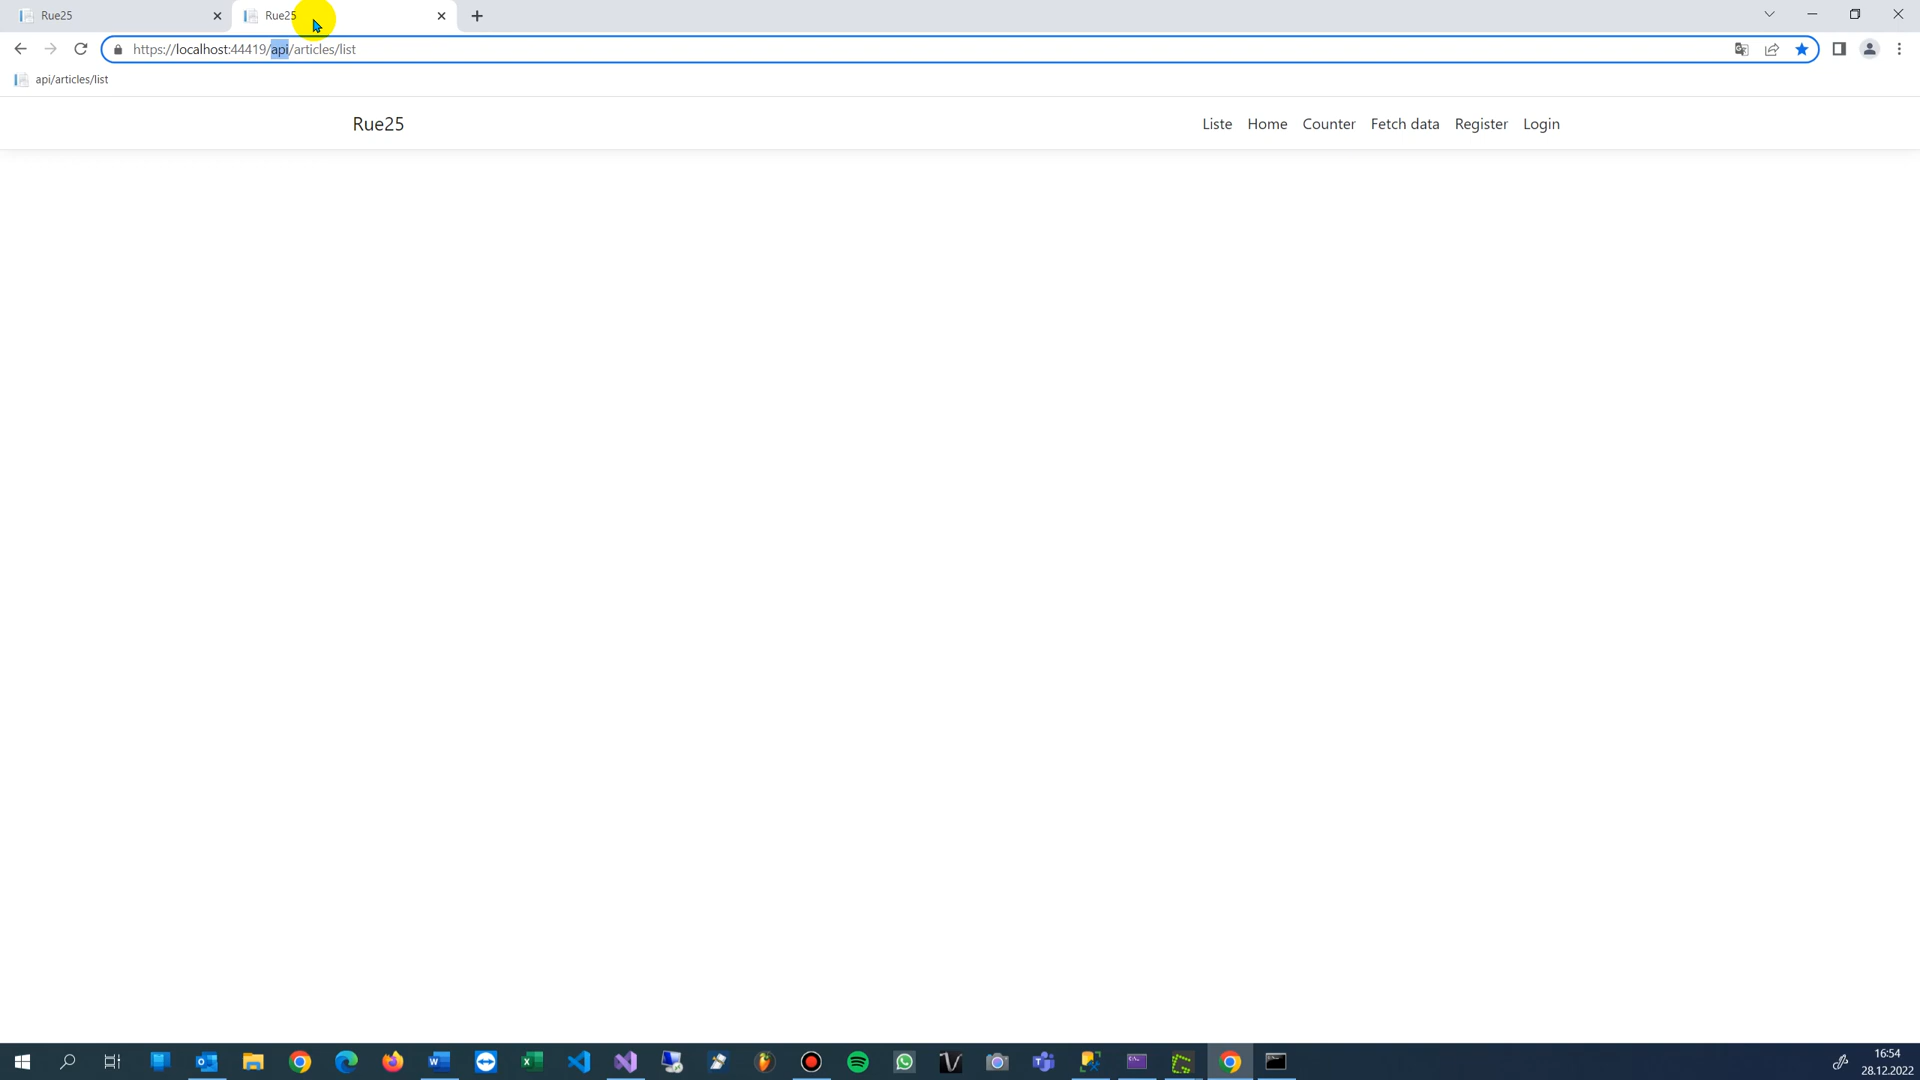 Rue25
Rue25
https://localhost:44419/api/articles/list
api/articles/list
Rue25
Liste Home Counter Fetch data Register Login
16:54
28.12.2022